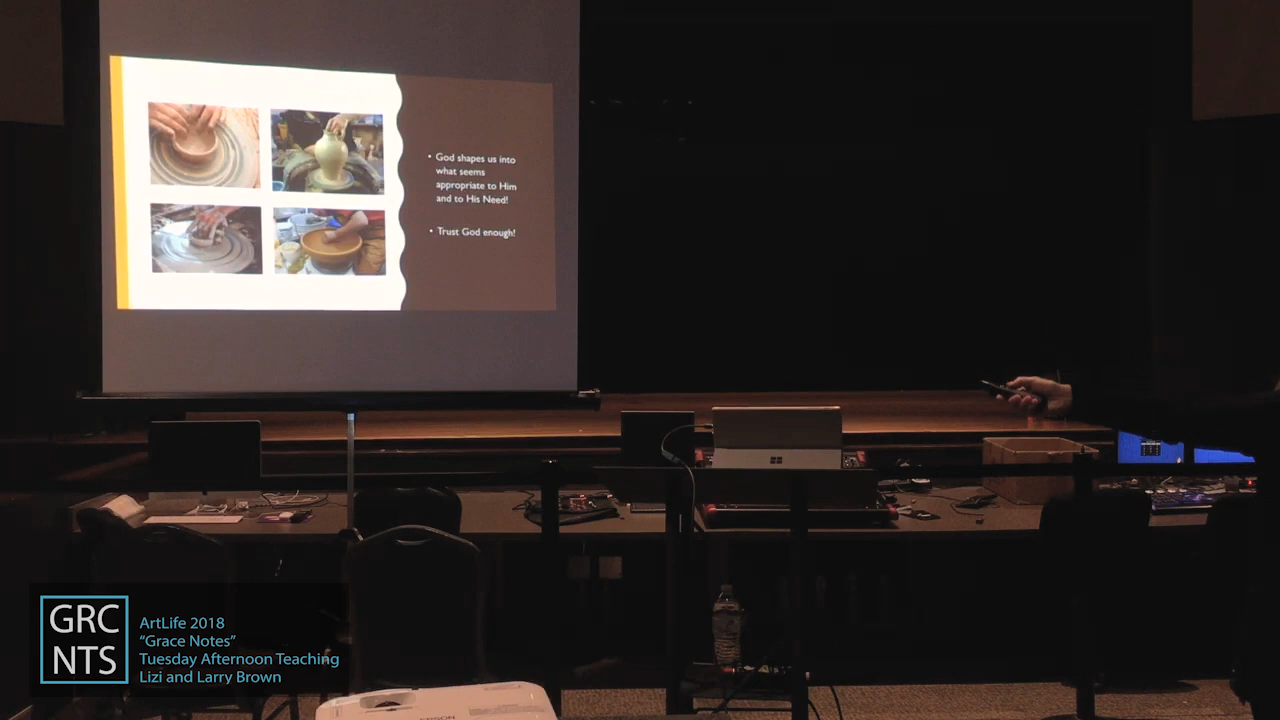 • God shapes us into
what seems
appropriate to Him
and to His Need!
• Trust God enough!
GRC
NTS
ArtLife 2018
“Grace Notes”
Tuesday Afternoon Teaching
Lizi and Larry Brown
EPSON